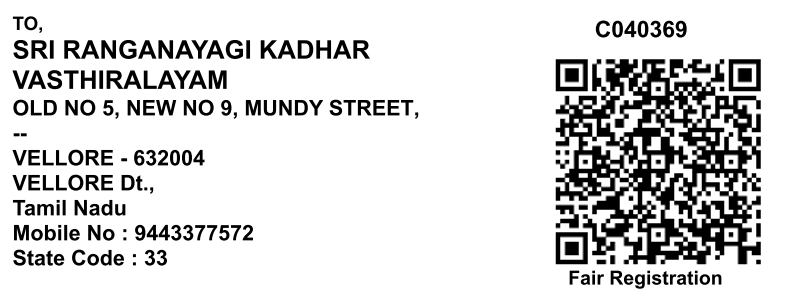 TO,
SRI RANGANAYAGI KADHAR
VASTHIRALAYAM
OLD NO 5, NEW NO 9, MUNDY STREET,
--
VELLORE - 632004
VELLORE Dt.,
Tamil Nadu
Mobile No : 9443377572
State Code : 33
C040369
Fair Registration